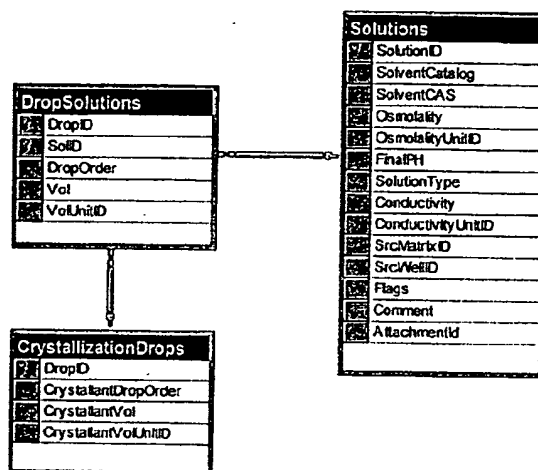 Solutions
SolutionID
SolventCatalog
SolventCAS
Osmolality
OsmolalityUnitID
FinalPH
SolutionType
Conductivity
ConductivityUnitID
SrcMatrixID
SrcWellID
Flags
Comment
AttachmentId
DropSolutions
DropID
SolID
DropOrder
Vol
VolUnitID
CrystallizationDrops
DropID
CrystallantDropOrder
CrystallantVol
CrystallantVolUnitID